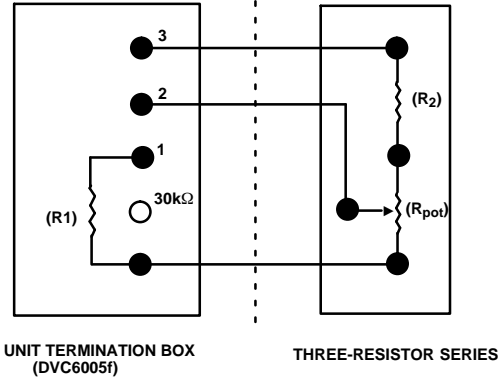 3
2
1
30kΩ
(R1)
(R2)
(Rpot)
UNIT TERMINATION BOX
(DVC6005f)
THREE-RESISTOR SERIES